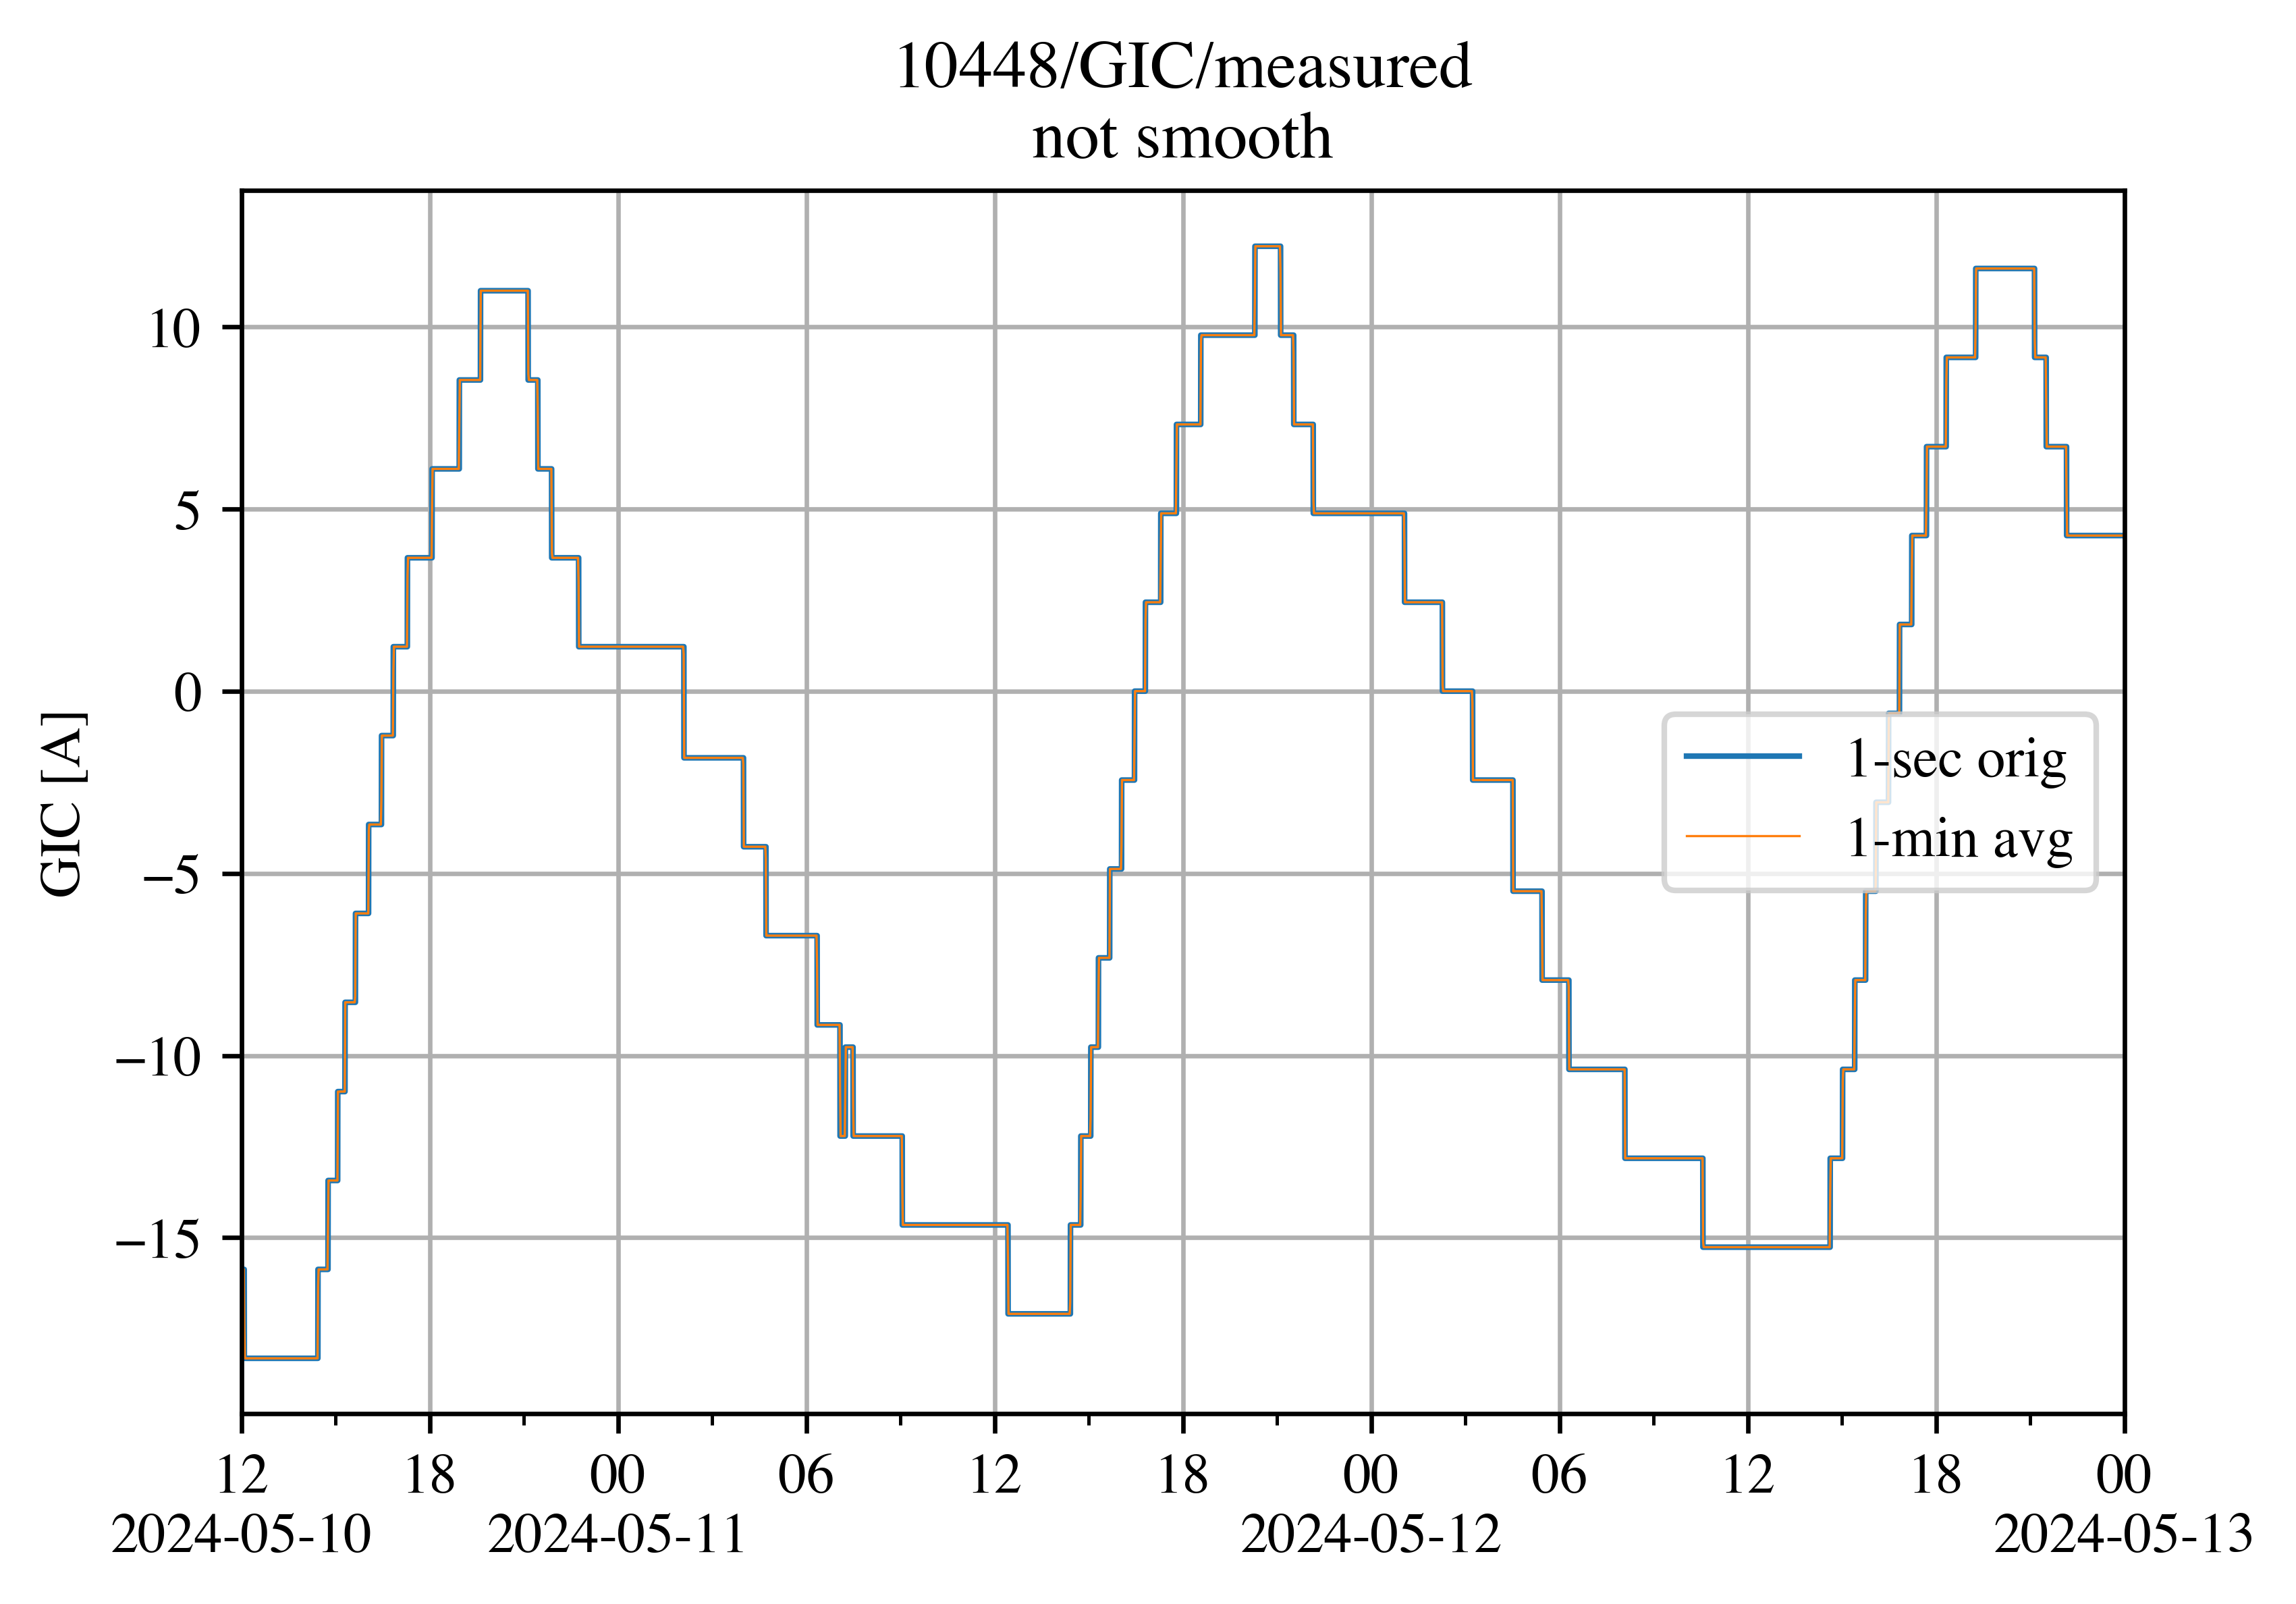 10448/GIC/measured
not smooth
GIC [A]
10
5
0
−5
−10
−15
1-sec orig
1-min avg
12 18 00 06 12 18 00 06 12 18 00
2024-05-10 2024-05-11 2024-05-12 2024-05-13